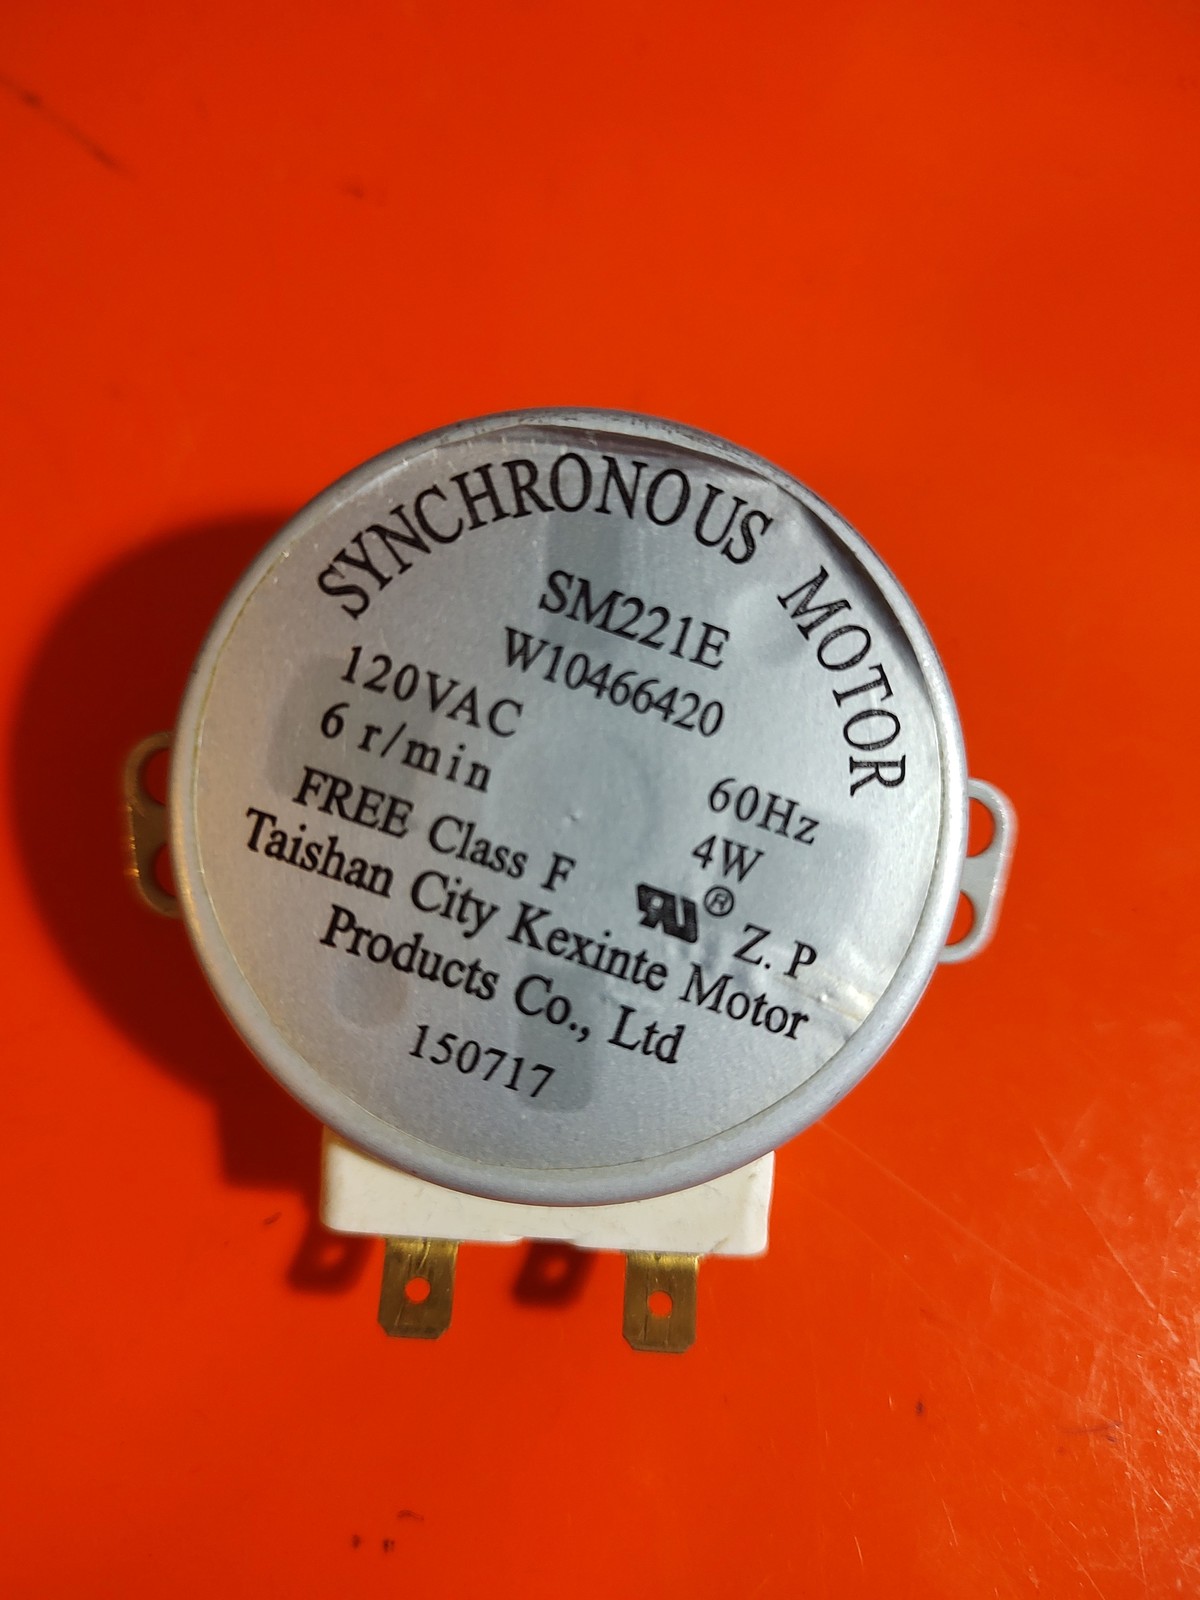 SYNCHRONOUS MOTOR
SM221E
W10466420
120VAC 60Hz
6 r/min 4W
FREE Class F ® Z. P
Taishan City Kexinte Motor
Products Co., Ltd
150717